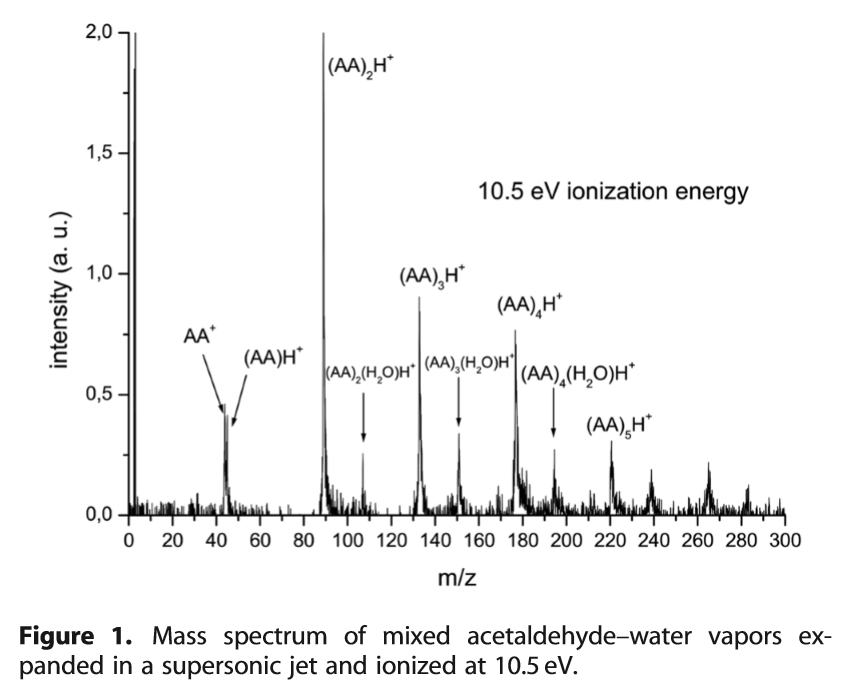 2,0
(AA)₂H⁺
1,5
10.5 eV ionization energy
intensity (a. u.)
1,0
(AA)₃H⁺
(AA)₄H⁺
AA⁺
(AA)H⁺
(AA)₂(H₂O)H⁺
(AA)₃(H₂O)H⁺
(AA)₄(H₂O)H⁺
0,5
(AA)₅H⁺
0,0
0 20 40 60 80 100 120 140 160 180 200 220 240 260 280 300
m/z
Figure 1. Mass spectrum of mixed acetaldehyde–water vapors ex-
panded in a supersonic jet and ionized at 10.5 eV.